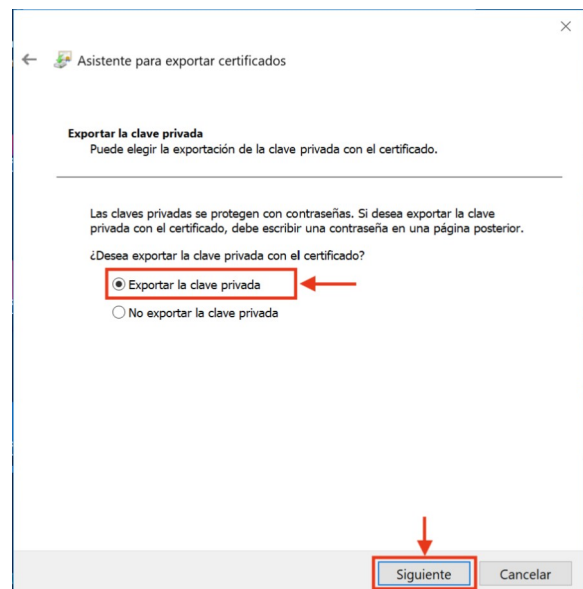 Asistente para exportar certificados
Exportar la clave privada
Puede elegir la exportación de la clave privada con el certificado.
Las claves privadas se protegen con contraseñas. Si desea exportar la clave
privada con el certificado, debe escribir una contraseña en una página posterior.
¿Desea exportar la clave privada con el certificado?
Exportar la clave privada
No exportar la clave privada
Siguiente
Cancelar